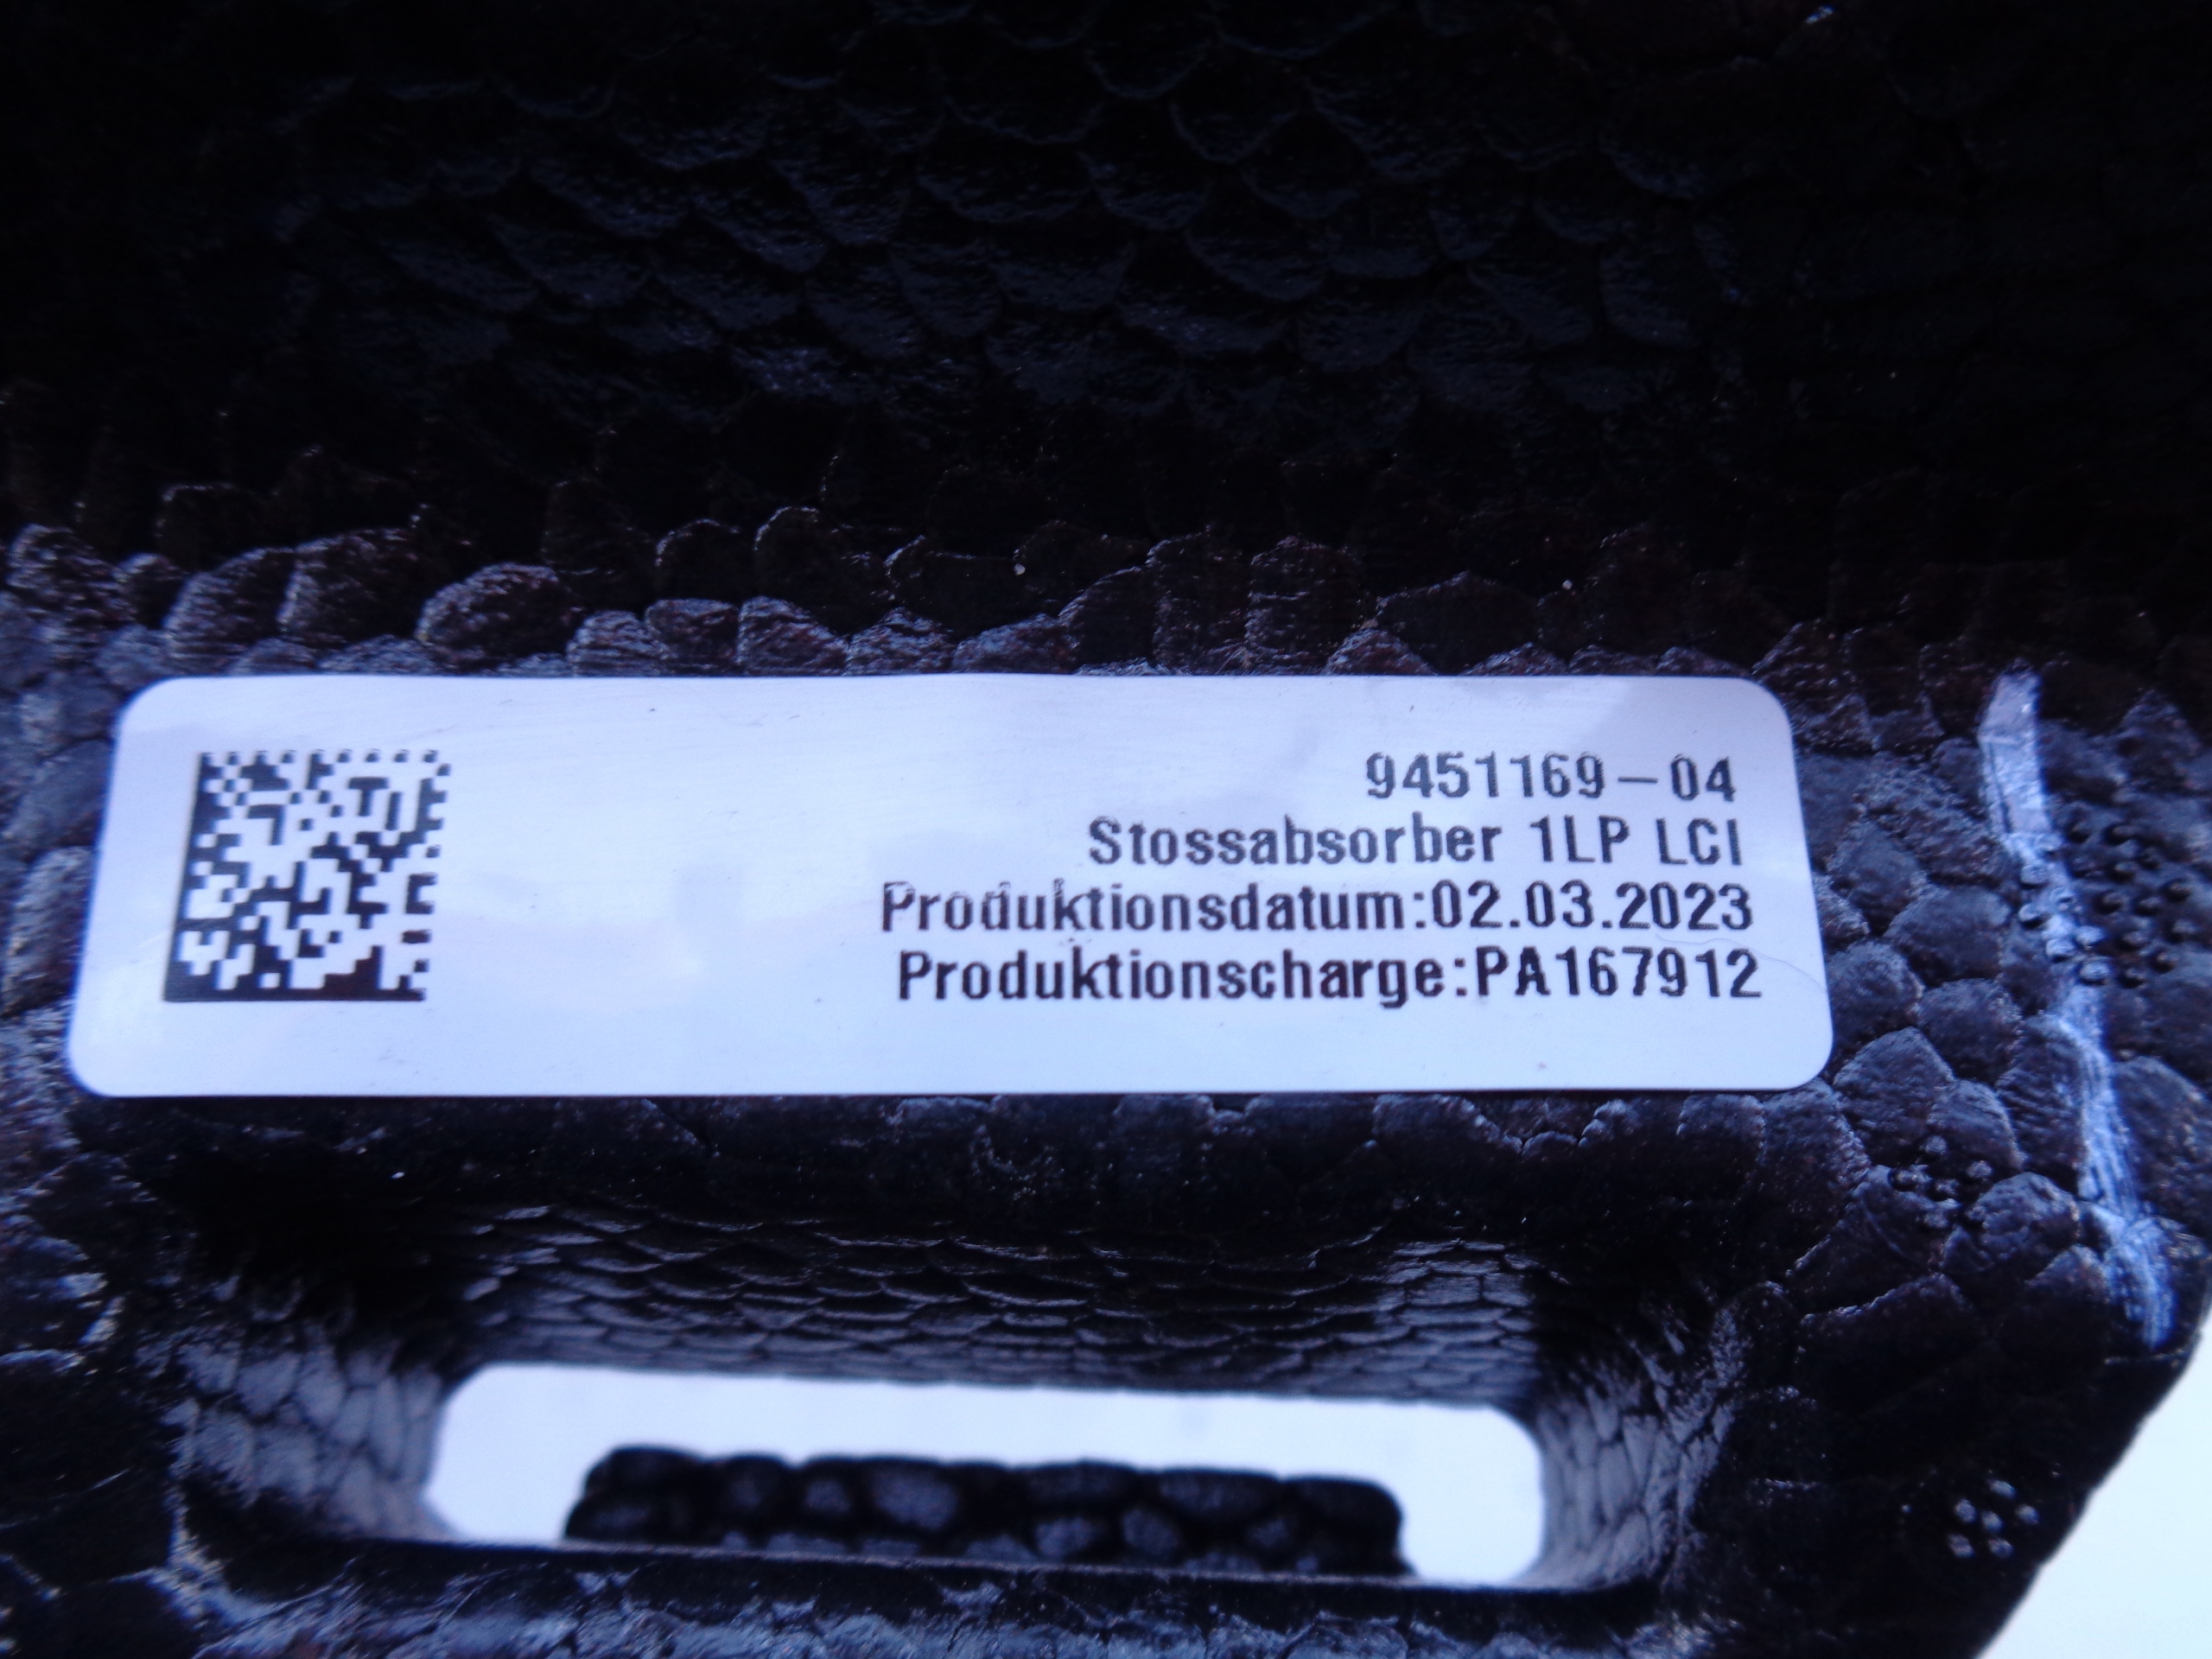 9451169-04
Stossabsorber 1LP LCI
Produktionsdatum:02.03.2023
Produktionscharge:PA167912